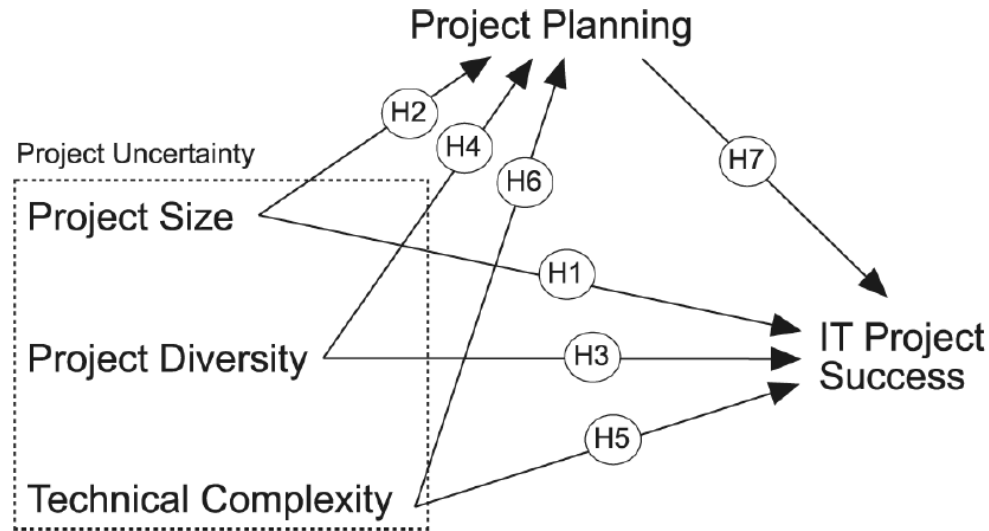 Project Planning
H2
H4
H6
H7
Project Uncertainty
Project Size
H1
Project Diversity
H3
IT Project
Success
H5
Technical Complexity